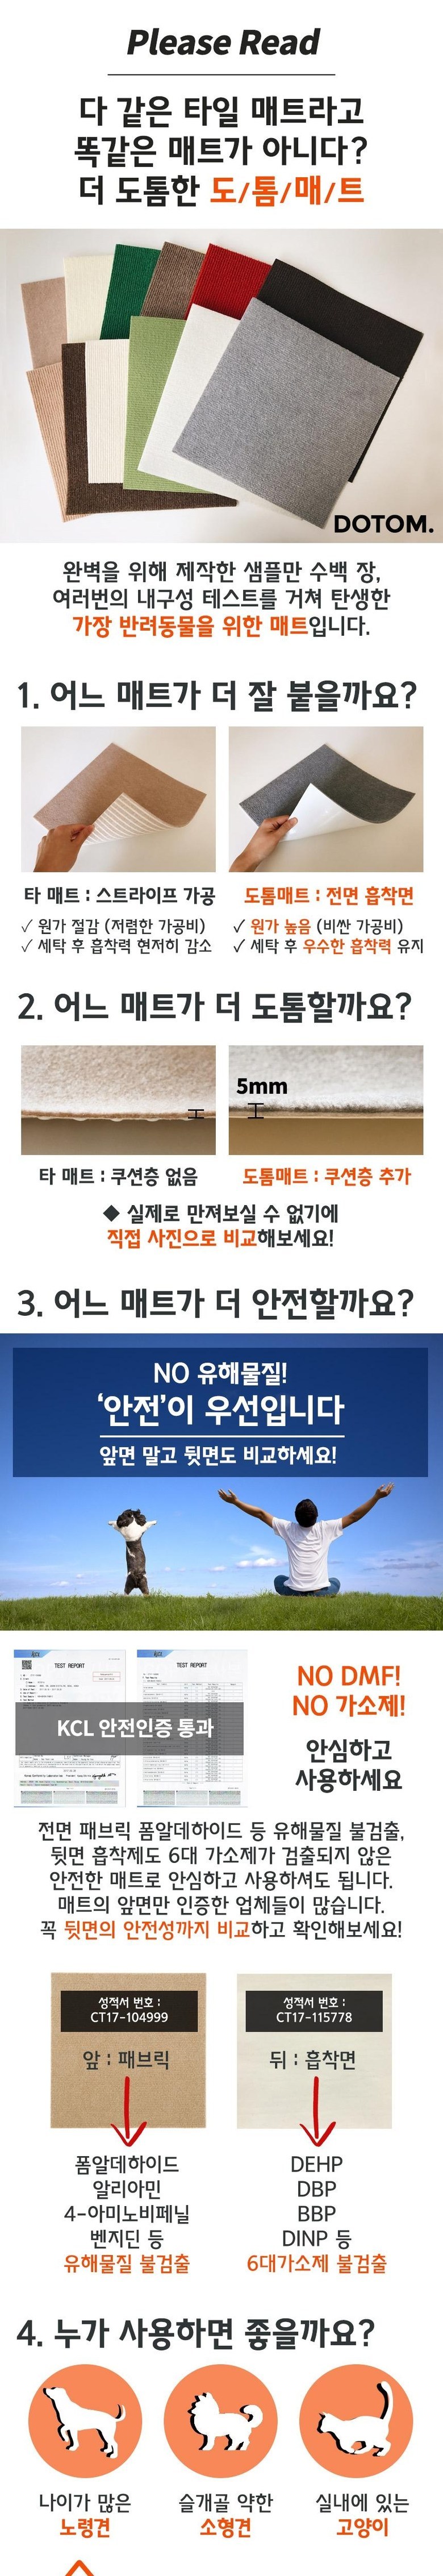 Please Read
다 같은 타일 매트라고
똑같은 매트가 아니다?
더 도톰한 도/톰/매/트
DOTOM.
완벽을 위해 제작한 샘플만 수백 장,
여러번의 내구성 테스트를 거쳐 탄생한
가장 반려동물을 위한 매트입니다.
1. 어느 매트가 더 잘 붙을까요?
타 매트 : 스트라이프 가공
✓ 원가 절감 (저렴한 가공비)
✓ 세탁 후 흡착력 현저히 감소
도톰매트 : 전면 흡착면
✓ 원가 높음 (비싼 가공비)
✓ 세탁 후 우수한 흡착력 유지
2. 어느 매트가 더 도톰할까요?
5mm
타 매트 : 쿠션층 없음
도톰매트 : 쿠션층 추가
◆ 실제로 만져보실 수 없기에
직접 사진으로 비교해보세요!
3. 어느 매트가 더 안전할까요?
NO 유해물질!
‘안전’이 우선입니다
앞면 말고 뒷면도 비교하세요!
TEST REPORT
TEST REPORT
KCL 안전인증 통과
NO DMF!
NO 가소제!
안심하고
사용하세요
전면 패브릭 폼알데하이드 등 유해물질 불검출,
뒷면 흡착제도 6대 가소제가 검출되지 않은
안전한 매트로 안심하고 사용하셔도 됩니다.
매트의 앞면만 인증한 업체들이 많습니다.
꼭 뒷면의 안전성까지 비교하고 확인해보세요!
성적서 번호 :
CT17-104999
앞 : 패브릭
폼알데하이드
알리아민
4-아미노비페닐
벤지딘 등
유해물질 불검출
성적서 번호 :
CT17-115778
뒤 : 흡착면
DEHP
DBP
BBP
DINP 등
6대가소제 불검출
4. 누가 사용하면 좋을까요?
나이가 많은
노령견
슬개골 약한
소형견
실내에 있는
고양이